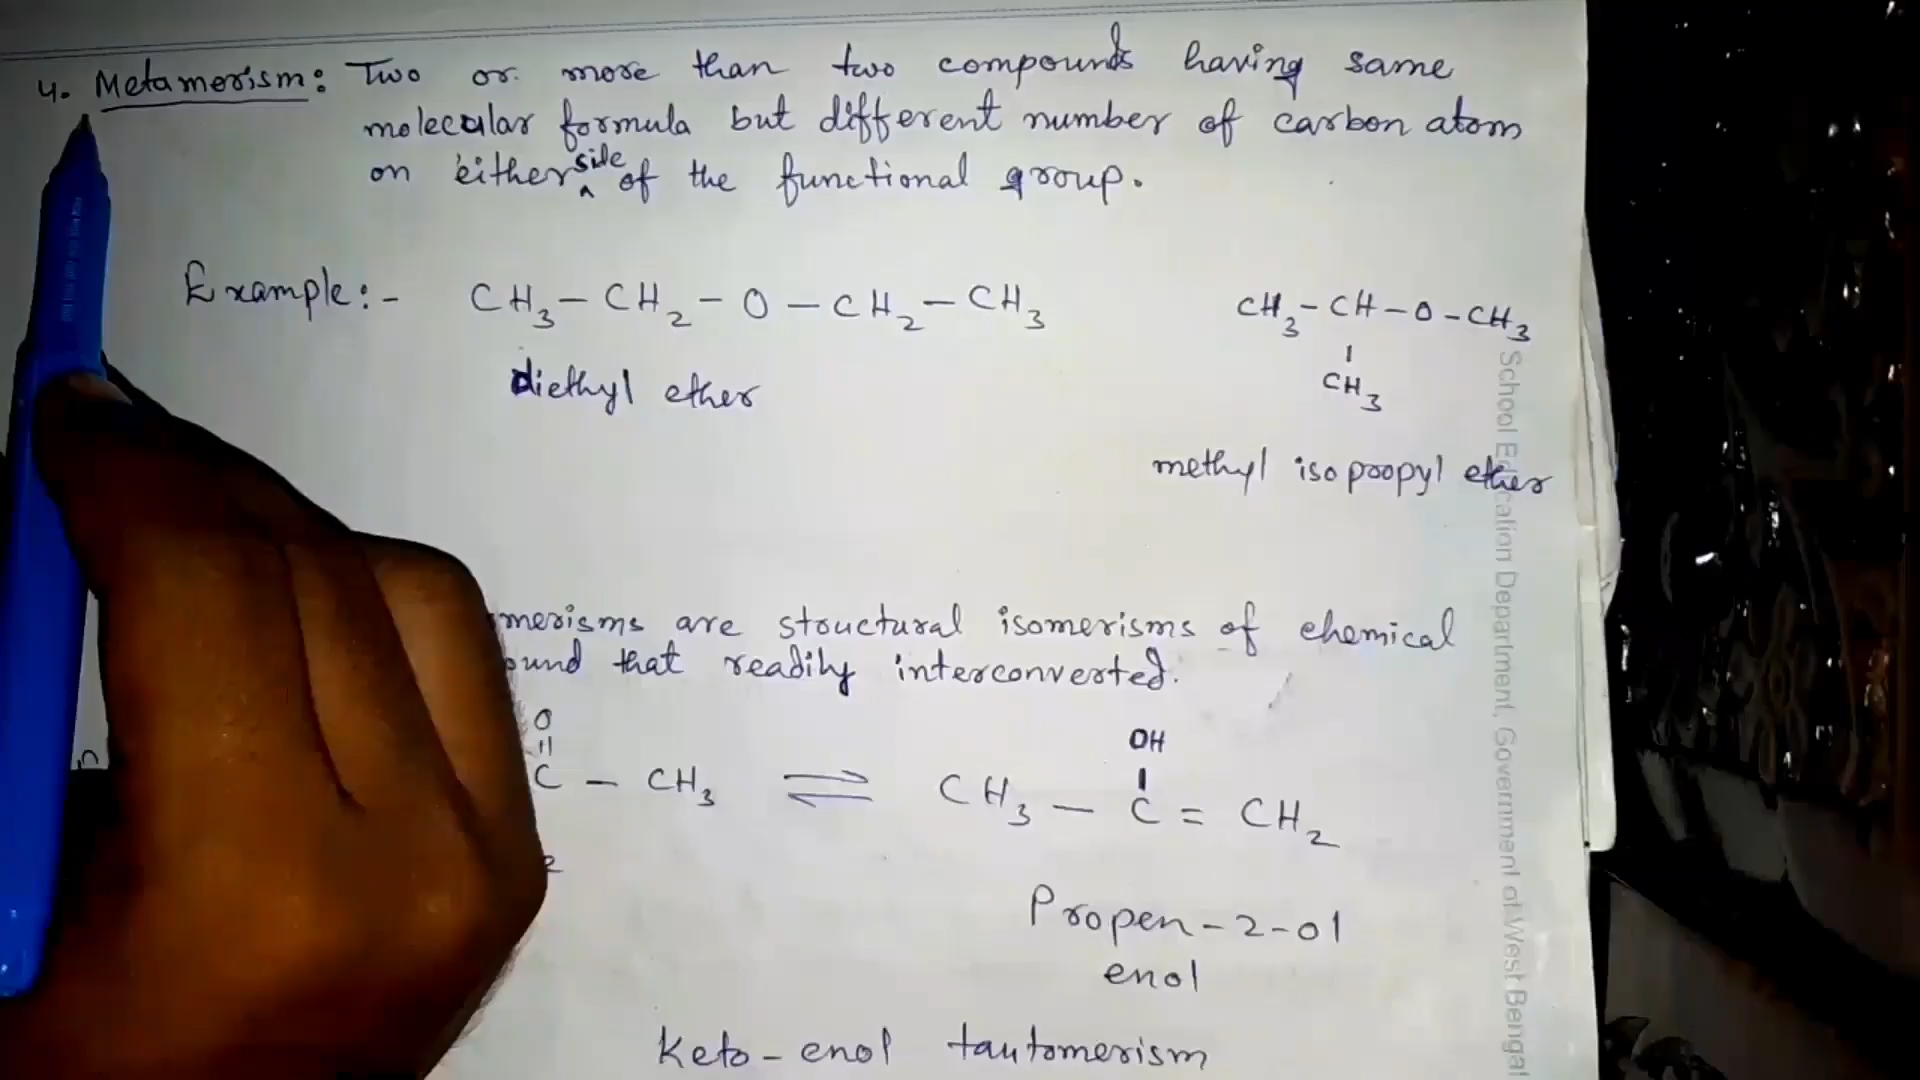 4. Metamerism: Two or more than two compounds having same
molecular formula but different number of carbon atom
on either side of the functional group.
Example:- CH3 - CH2 - O - CH2 - CH3
diethyl ether
CH3 - CH - O - CH3
|
CH3
methyl isopropyl ether
merisms are structural isomerisms of chemical
ound that readily interconverted.
O
||
C - CH3 ⇌ CH3 - C = CH2
OH
|
Propen-2-ol
enol
Keto-enol tautomerism
School Education Department, Government of West Bengal